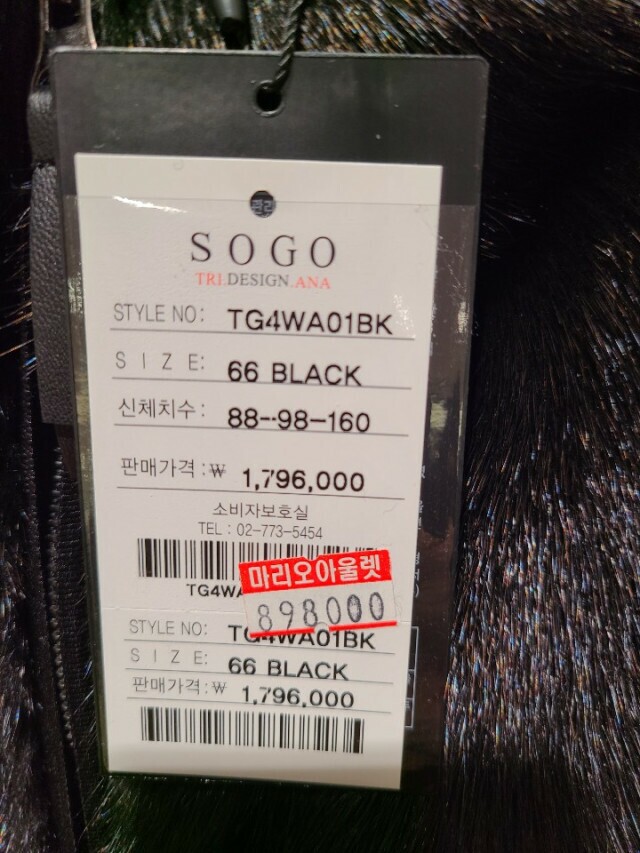 SOGO
TRI.DESIGN.ANA
STYLE NO: TG4WA01BK
SIZE: 66 BLACK
신체치수: 88-98-160
판매가격:₩ 1,796,000
소비자보호실
TEL : 02-773-5454
마리오아울렛
TG4WA
898000
STYLE NO: TG4WA01BK
SIZE: 66 BLACK
판매가격:₩ 1,796,000